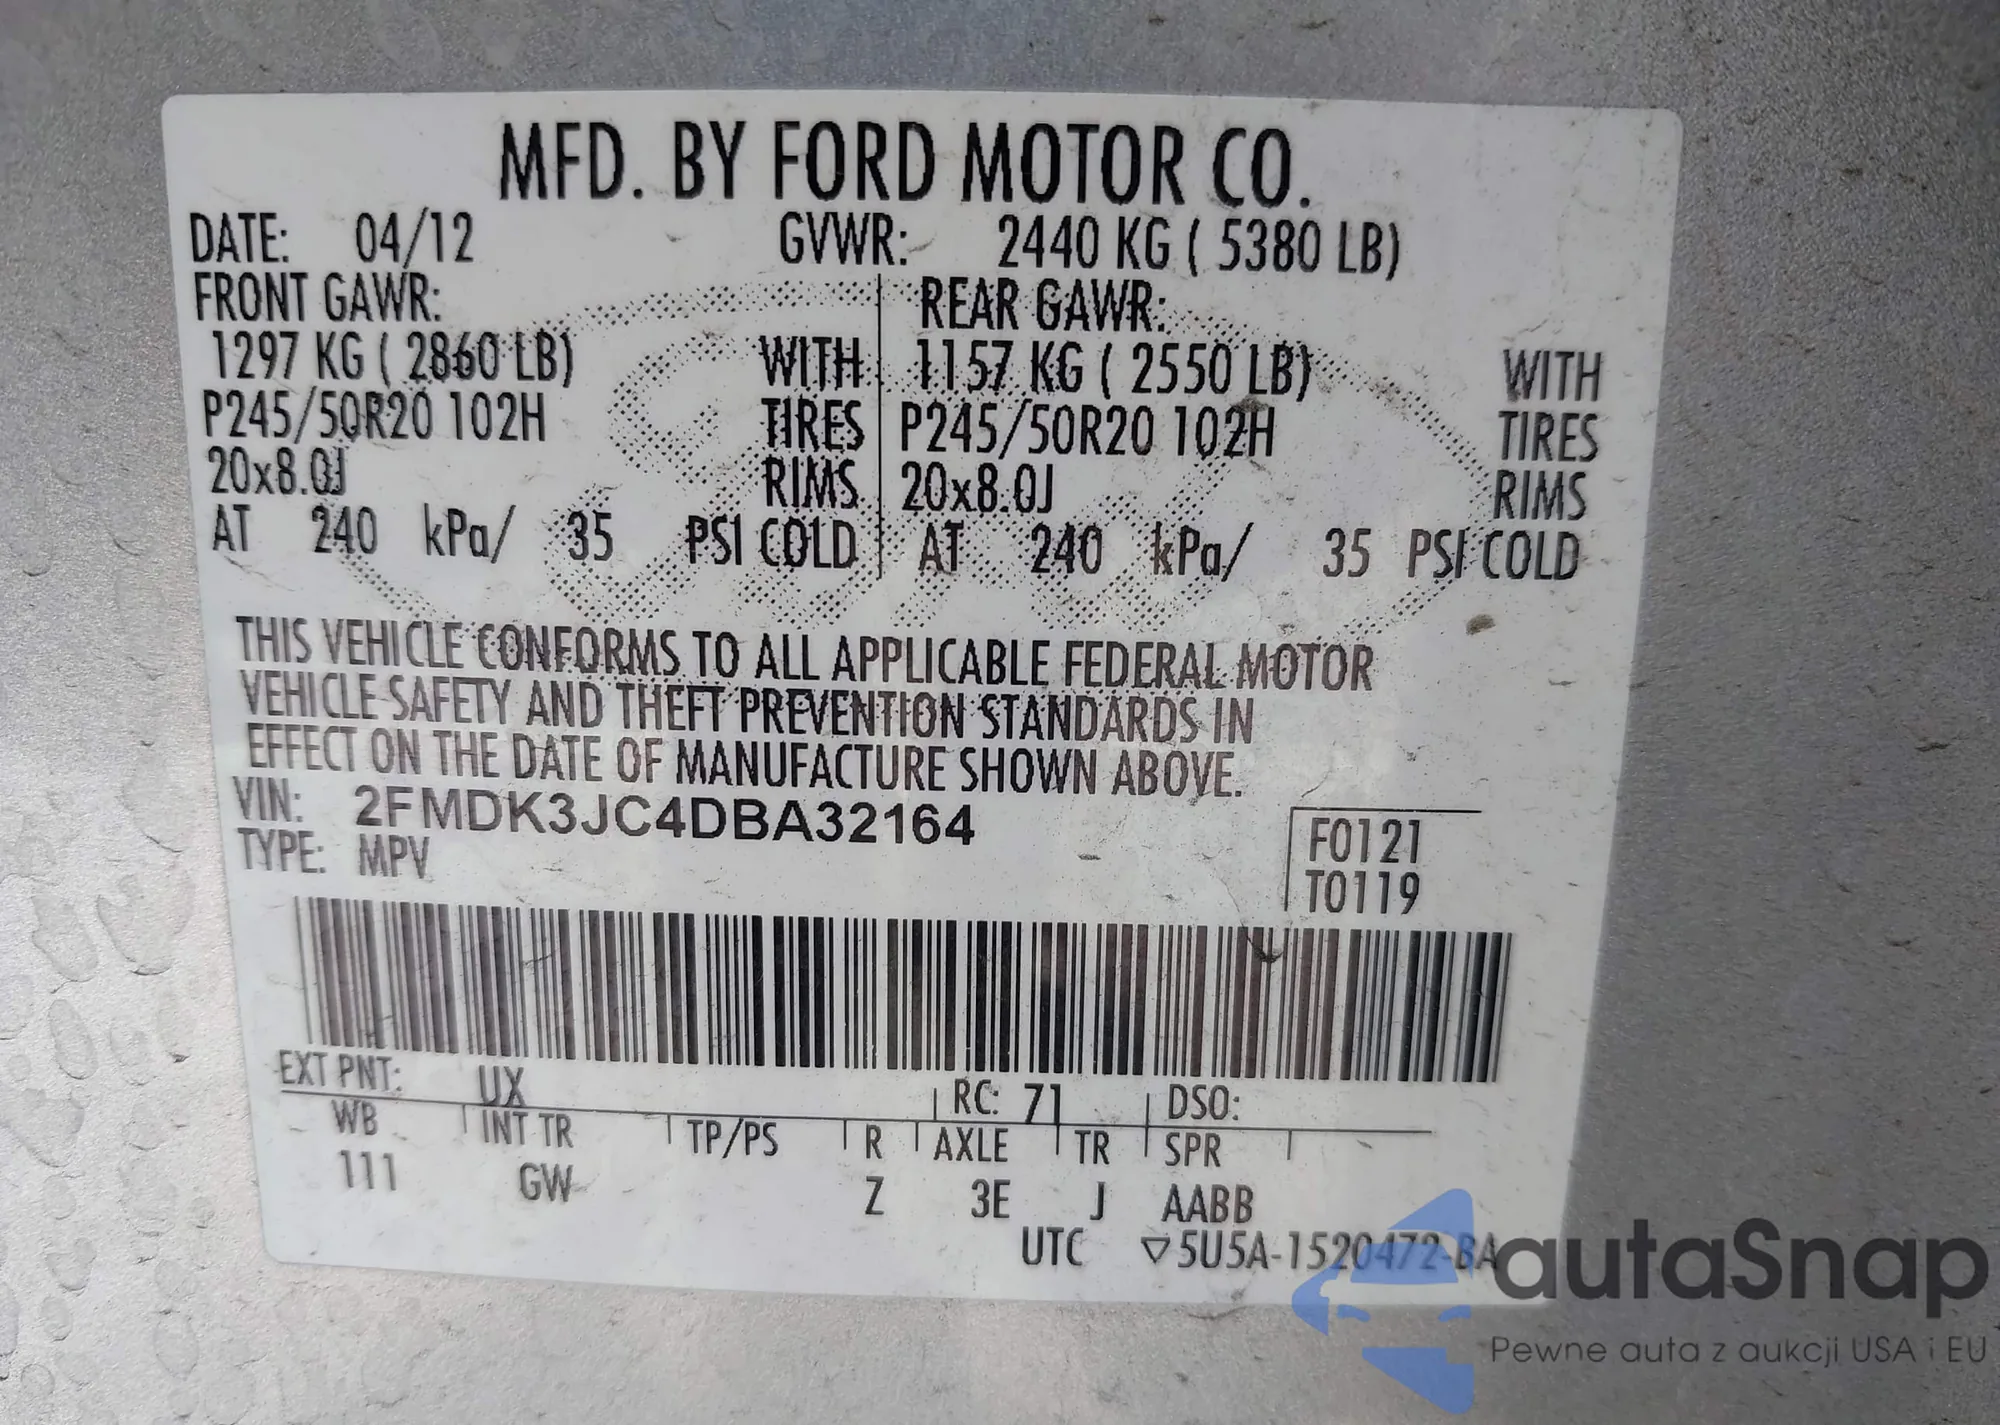 MFD. BY FORD MOTOR CO.
DATE: 04/12 GVWR: 2440 KG ( 5380 LB)
FRONT GAWR: REAR GAWR:
1297 KG ( 2860 LB) WITH 1157 KG ( 2550 LB) WITH
P245/50R20 102H TIRES P245/50R20 102H TIRES
20x8.0J RIMS 20x8.0J RIMS
AT 240 kPa/ 35 PSI COLD AT 240 kPa/ 35 PSI COLD
THIS VEHICLE CONFORMS TO ALL APPLICABLE FEDERAL MOTOR
VEHICLE SAFETY AND THEFT PREVENTION STANDARDS IN
EFFECT ON THE DATE OF MANUFACTURE SHOWN ABOVE.
VIN: 2FMDK3JC4DBA32164
TYPE: MPV
F0121
T0119
EXT PNT: UX RC: 71 DSO:
WB INT TR TP/PS R AXLE TR SPR
111 GW Z 3E J AABB
UTC ▽5U5A-1520472-BA
autaSnap
Pewne auta z aukcji USA i EU